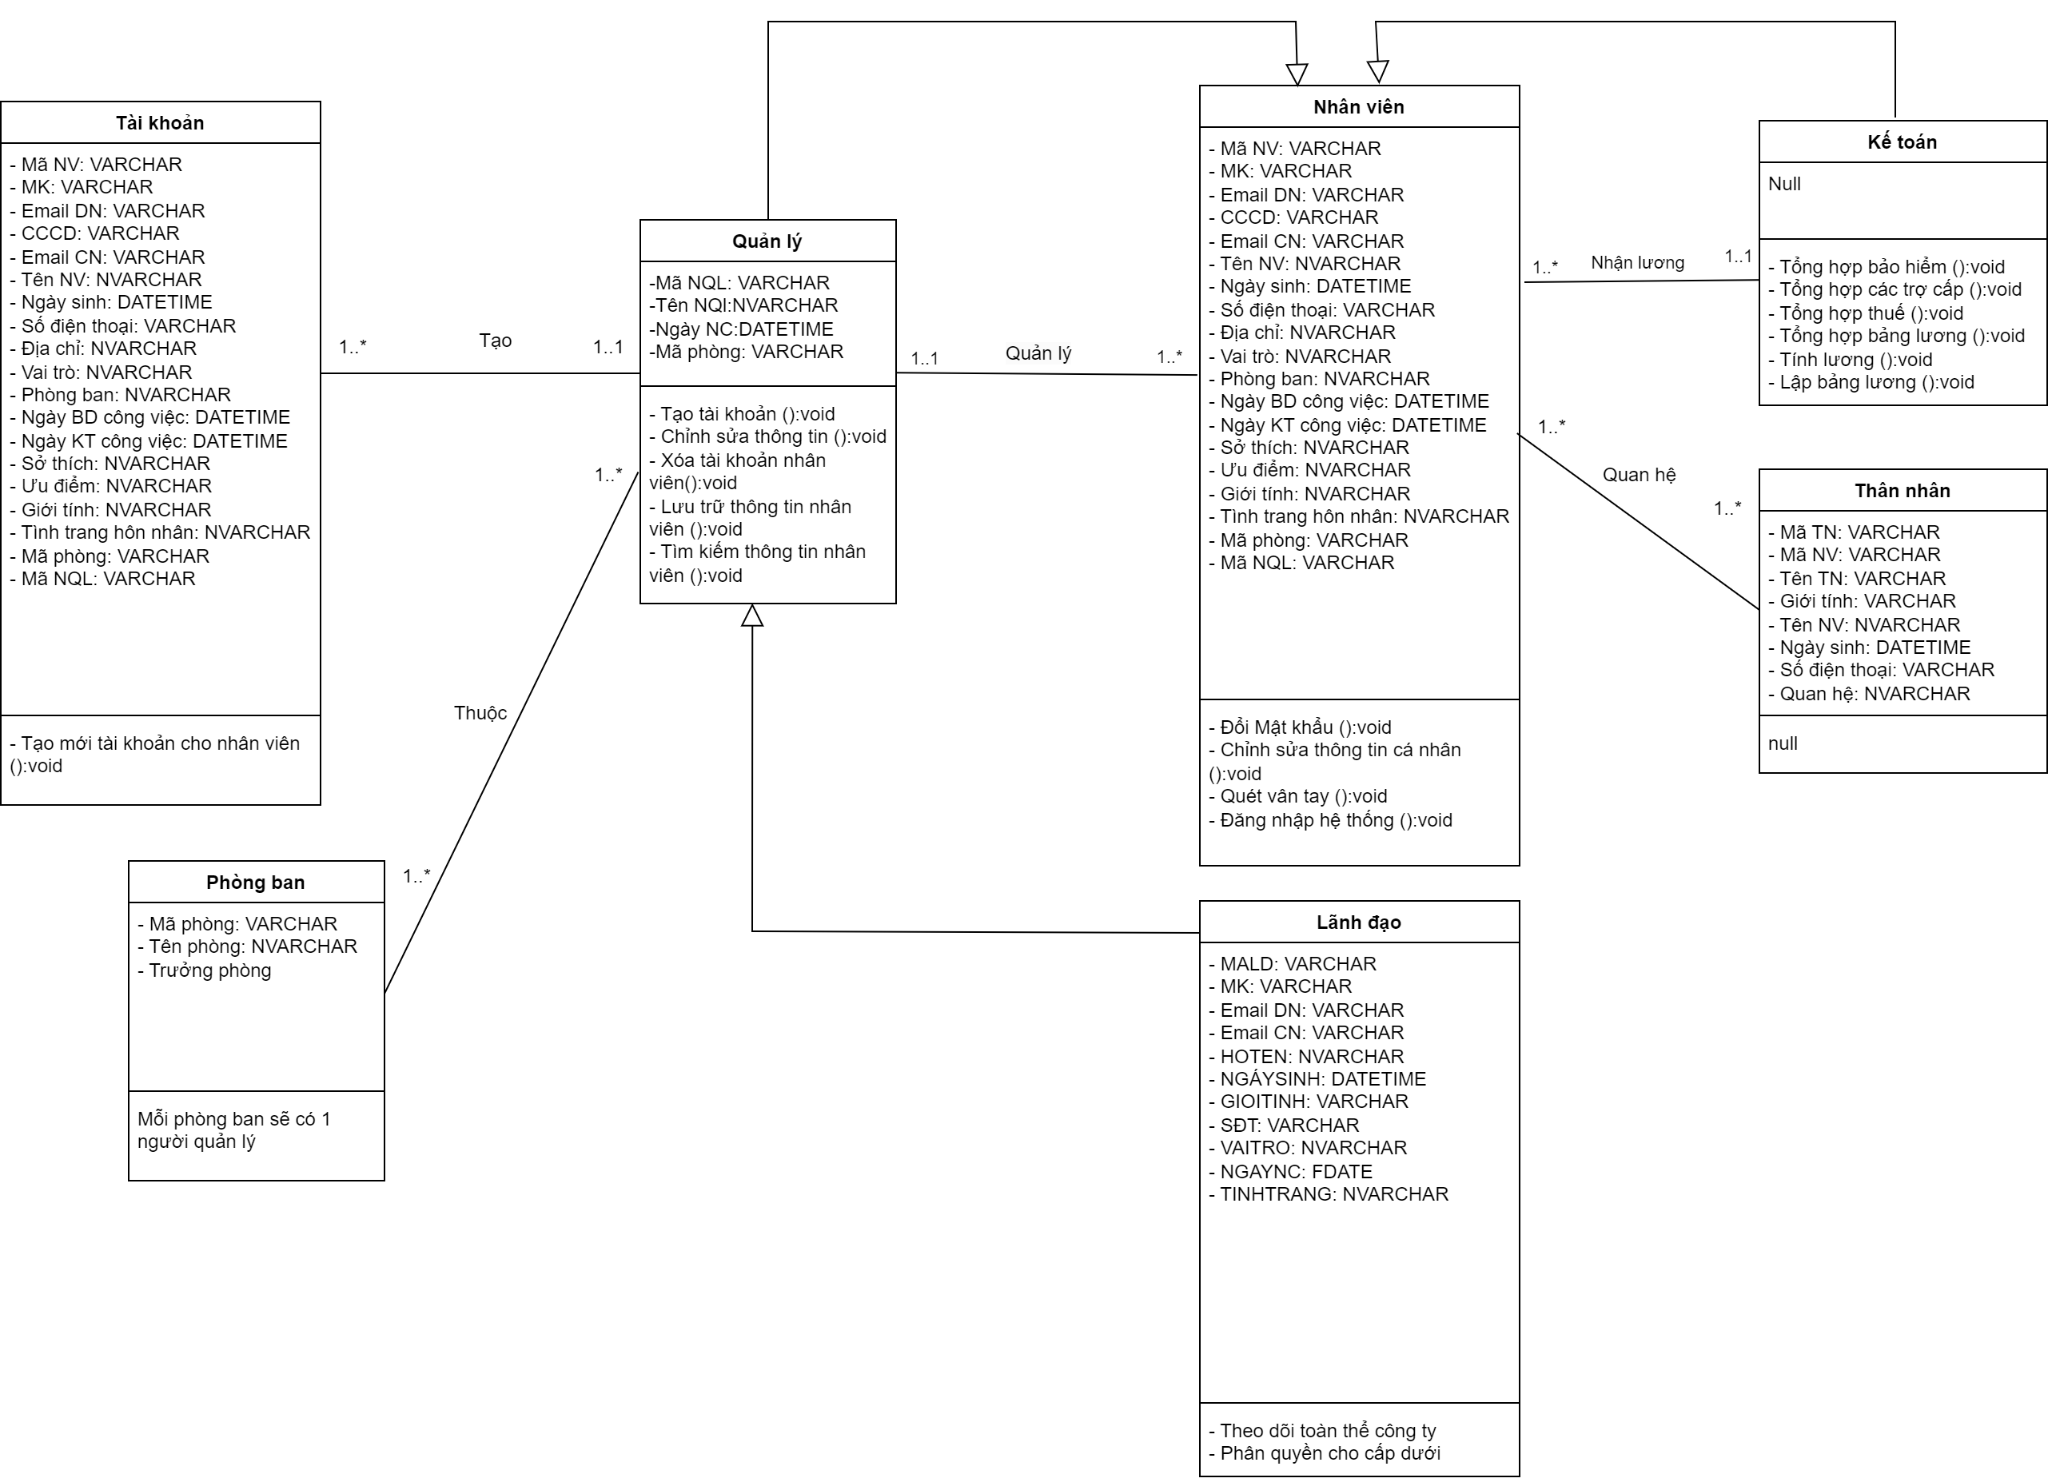 Tài khoản
- Mã NV: VARCHAR
- MK: VARCHAR
- Email DN: VARCHAR
- CCCD: VARCHAR
- Email CN: VARCHAR
- Tên NV: NVARCHAR
- Ngày sinh: DATETIME
- Số điện thoại: VARCHAR
- Địa chỉ: NVARCHAR
- Vai trò: NVARCHAR
- Phòng ban: NVARCHAR
- Ngày BD công việc: DATETIME
- Ngày KT công việc: DATETIME
- Sở thích: NVARCHAR
- Ưu điểm: NVARCHAR
- Giới tính: NVARCHAR
- Tình trang hôn nhân: NVARCHAR
- Mã phòng: VARCHAR
- Mã NQL: VARCHAR
- Tạo mới tài khoản cho nhân viên
():void
1..*
Tạo
1..1
Quản lý
-Mã NQL: VARCHAR
-Tên NQl:NVARCHAR
-Ngày NC:DATETIME
-Mã phòng: VARCHAR
- Tạo tài khoản ():void
- Chỉnh sửa thông tin ():void
- Xóa tài khoản nhân
viên():void
- Lưu trữ thông tin nhân
viên ():void
- Tìm kiếm thông tin nhân
viên ():void
1..1
Quản lý
1..*
Nhân viên
- Mã NV: VARCHAR
- MK: VARCHAR
- Email DN: VARCHAR
- CCCD: VARCHAR
- Email CN: VARCHAR
- Tên NV: NVARCHAR
- Ngày sinh: DATETIME
- Số điện thoại: VARCHAR
- Địa chỉ: NVARCHAR
- Vai trò: NVARCHAR
- Phòng ban: NVARCHAR
- Ngày BD công việc: DATETIME
- Ngày KT công việc: DATETIME
- Sở thích: NVARCHAR
- Ưu điểm: NVARCHAR
- Giới tính: NVARCHAR
- Tình trang hôn nhân: NVARCHAR
- Mã phòng: VARCHAR
- Mã NQL: VARCHAR
- Đổi Mật khẩu ():void
- Chỉnh sửa thông tin cá nhân
():void
- Quét vân tay ():void
- Đăng nhập hệ thống ():void
1..*
Nhận lương
1..1
Kế toán
Null
- Tổng hợp bảo hiểm ():void
- Tổng hợp các trợ cấp ():void
- Tổng hợp thuế ():void
- Tổng hợp bảng lương ():void
- Tính lương ():void
- Lập bảng lương ():void
1..*
Quan hệ
1..*
Thân nhân
- Mã TN: VARCHAR
- Mã NV: VARCHAR
- Tên TN: VARCHAR
- Giới tính: VARCHAR
- Tên NV: NVARCHAR
- Ngày sinh: DATETIME
- Số điện thoại: VARCHAR
- Quan hệ: NVARCHAR
null
1..*
Thuộc
1..*
Phòng ban
- Mã phòng: VARCHAR
- Tên phòng: NVARCHAR
- Trưởng phòng
Mỗi phòng ban sẽ có 1
người quản lý
Lãnh đạo
- MALD: VARCHAR
- MK: VARCHAR
- Email DN: VARCHAR
- Email CN: VARCHAR
- HOTEN: NVARCHAR
- NGÁYSINH: DATETIME
- GIOITINH: VARCHAR
- SĐT: VARCHAR
- VAITRO: NVARCHAR
- NGAYNC: FDATE
- TINHTRANG: NVARCHAR
- Theo dõi toàn thể công ty
- Phân quyền cho cấp dưới